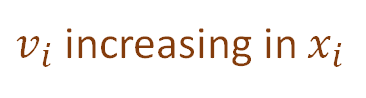 𝑣ᵢ increasing in 𝑥ᵢ